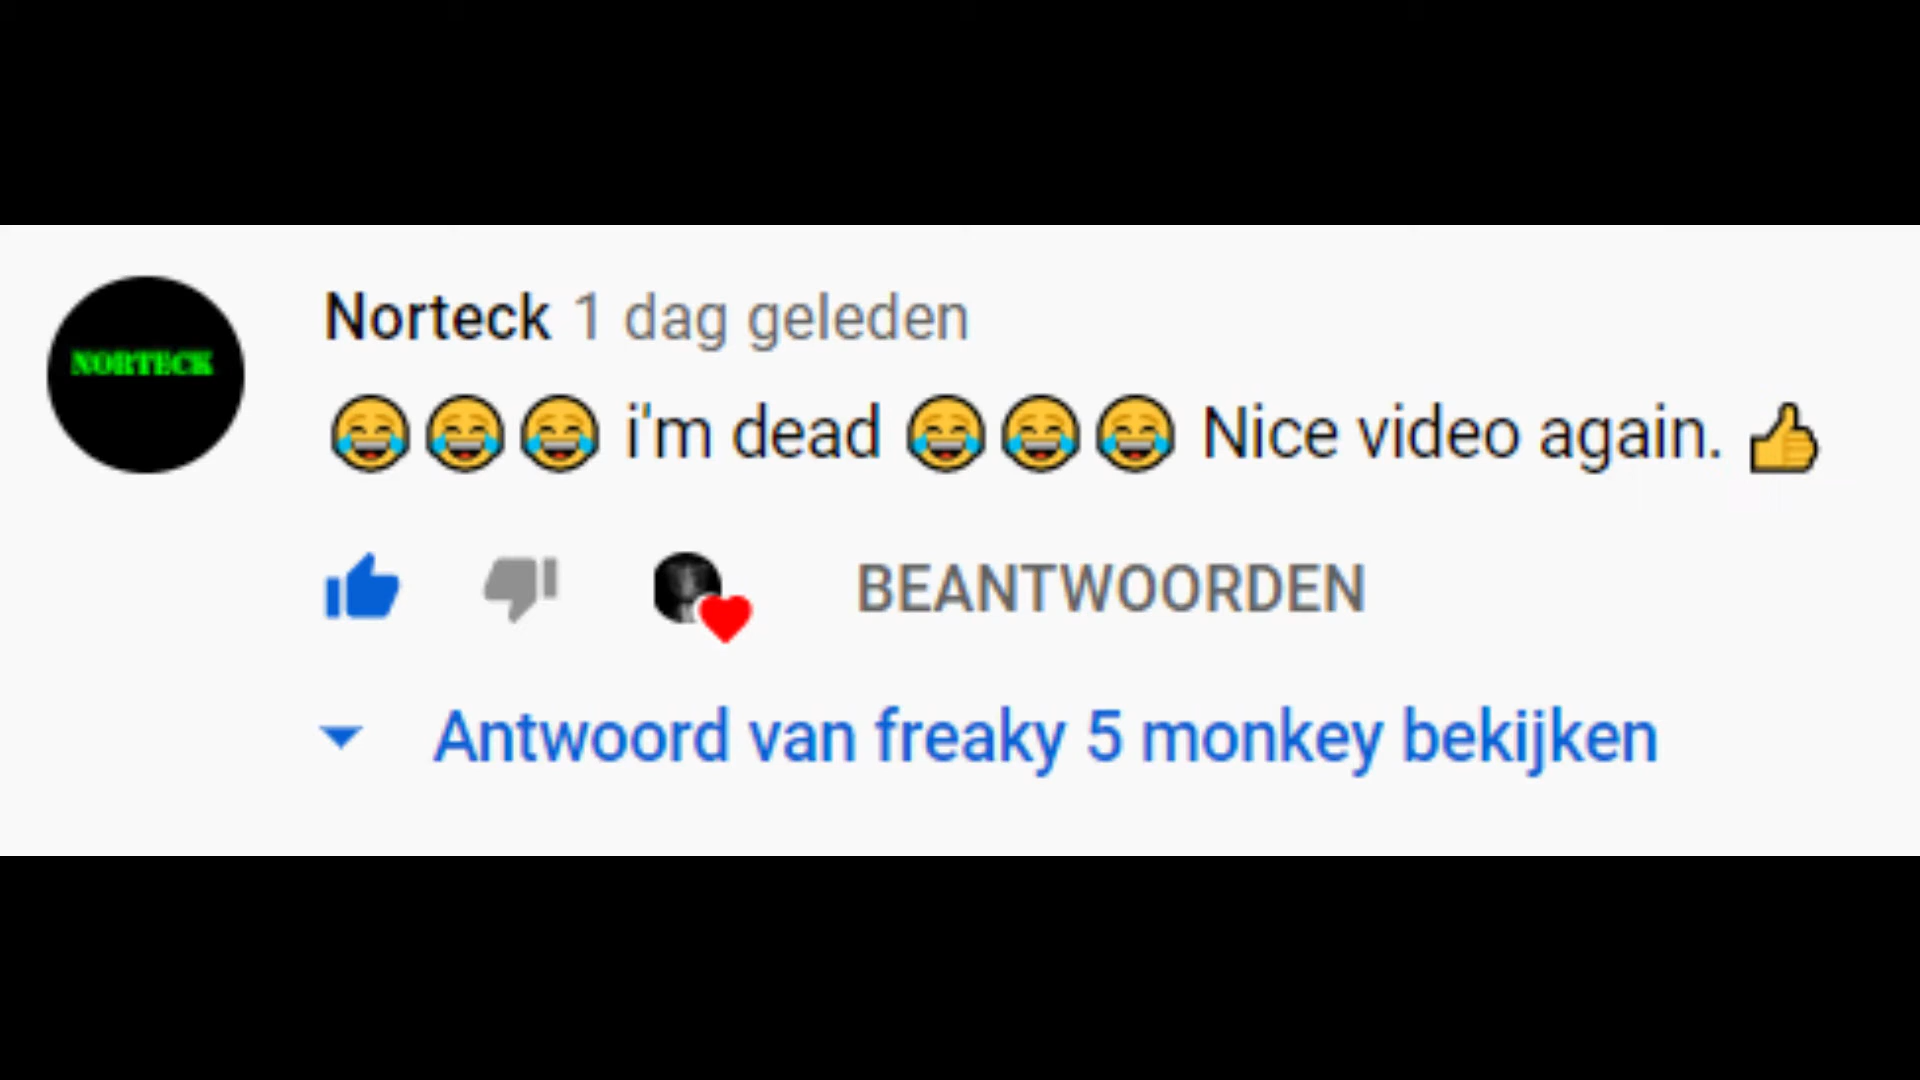 NORTECK
Norteck 1 dag geleden
😂😂😂 i'm dead 😂😂😂 Nice video again. 👍
BEANTWOORDEN
Antwoord van freaky 5 monkey bekijken